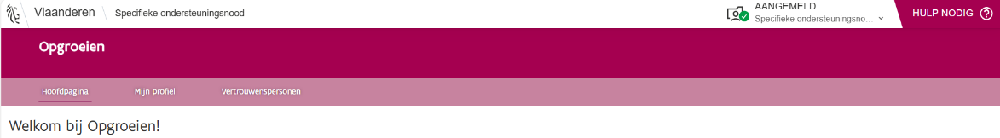 Vlaanderen
Specifieke ondersteuningsnood
AANGEMELD
Specifieke ondersteuningsno...
HULP NODIG ?
Opgroeien
Hoofdpagina
Mijn profiel
Vertrouwenspersonen
Welkom bij Opgroeien!